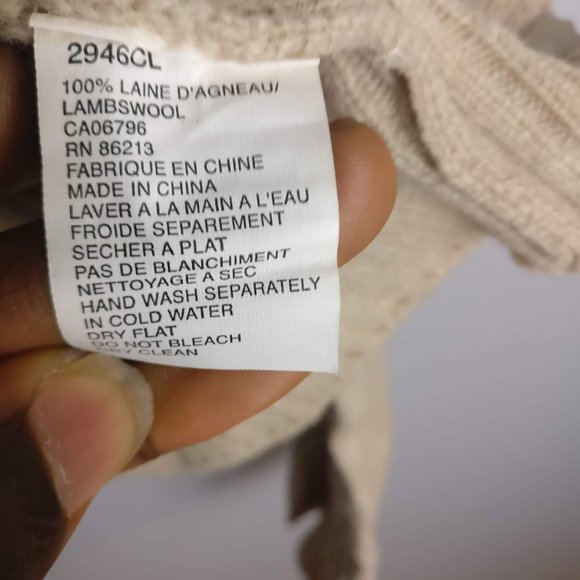 2946CL
100% LAINE D'AGNEAU/
LAMBSWOOL
CA06796
RN 86213
FABRIQUE EN CHINE
MADE IN CHINA
LAVER A LA MAIN A L'EAU
FROIDE SEPAREMENT
SECHER A PLAT
PAS DE BLANCHIMENT
NETTOYAGE A SEC
HAND WASH SEPARATELY
IN COLD WATER
DRY FLAT
DO NOT BLEACH
DRY CLEAN